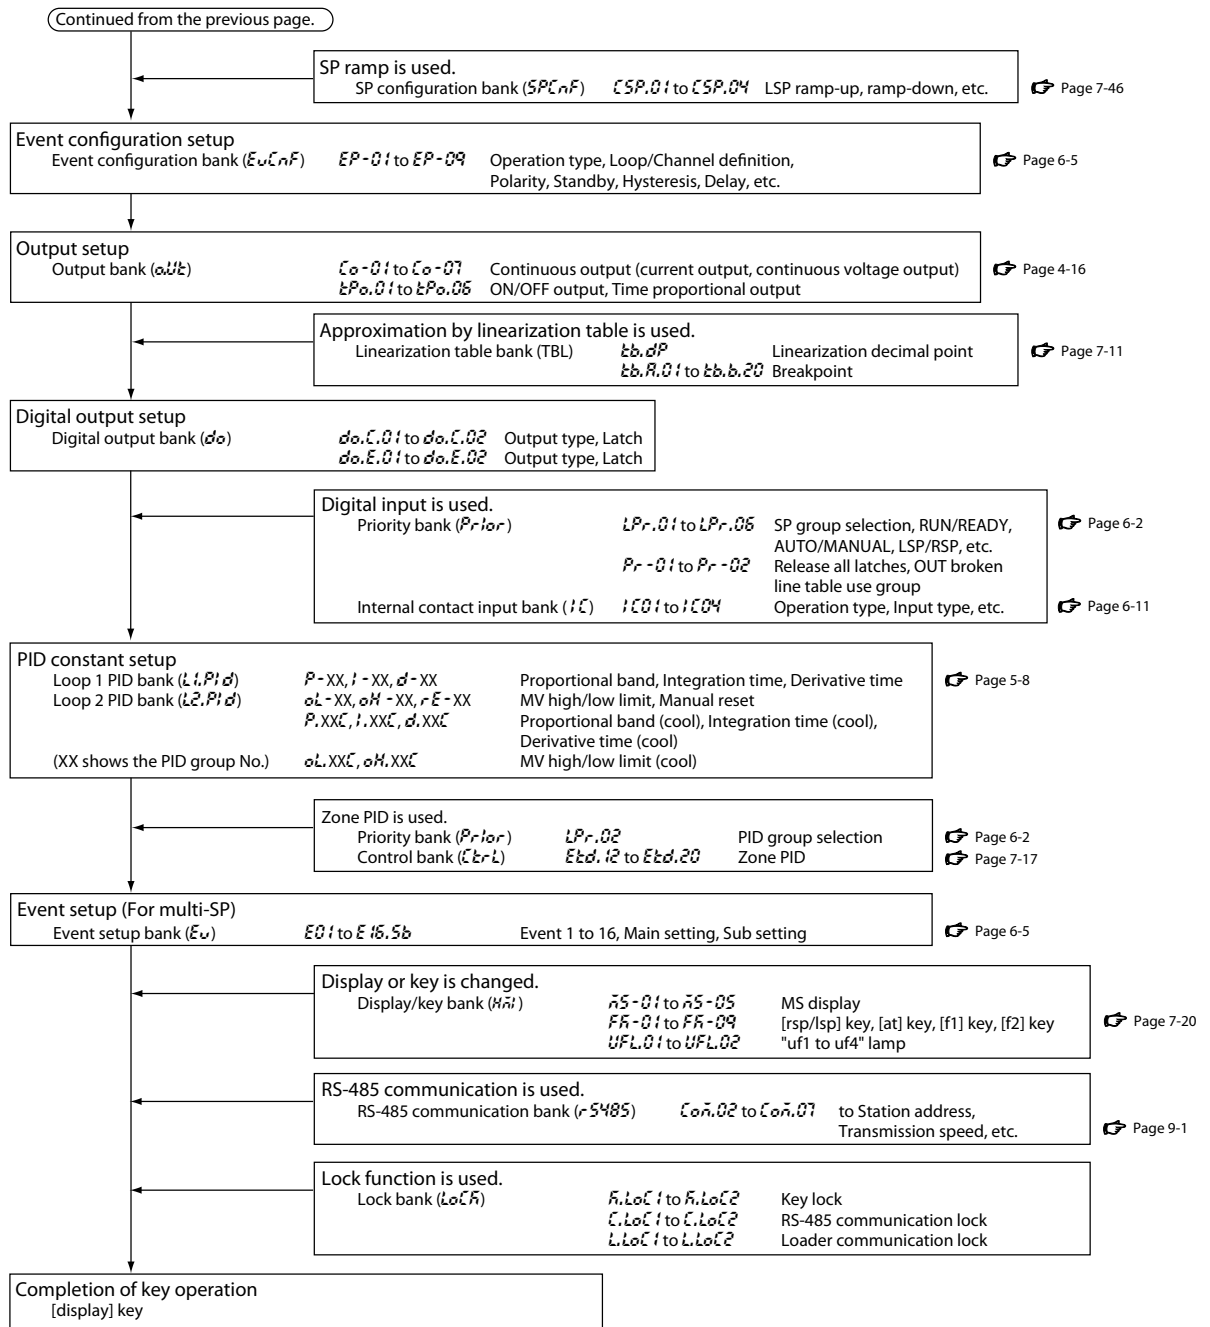 Continued from the previous page.
SP ramp is used.
SP configuration bank (SPCnF) CSP.01 to CSP.04 LSP ramp-up, ramp-down, etc. Page 7-46
Event configuration setup
Event configuration bank (EvCnF) EP-01 to EP-09 Operation type, Loop/Channel definition, Page 6-5
Polarity, Standby, Hysteresis, Delay, etc.
Output setup
Output bank (oUt) Co-01 to Co-07 Continuous output (current output, continuous voltage output) Page 4-16
tPo.01 to tPo.06 ON/OFF output, Time proportional output
Approximation by linearization table is used.
Linearization table bank (TBL) tb.dP Linearization decimal point Page 7-11
tb.A.01 to tb.b.20 Breakpoint
Digital output setup
Digital output bank (do) do.C.01 to do.C.02 Output type, Latch
do.E.01 to do.E.02 Output type, Latch
Digital input is used.
Priority bank (PrIor) LPr.01 to LPr.06 SP group selection, RUN/READY, Page 6-2
AUTO/MANUAL, LSP/RSP, etc.
Pr-01 to Pr-02 Release all latches, OUT broken
line table use group
Internal contact input bank (IC) IC01 to IC04 Operation type, Input type, etc. Page 6-11
PID constant setup
Loop 1 PID bank (L1.PId) P-XX, I-XX, d-XX Proportional band, Integration time, Derivative time Page 5-8
Loop 2 PID bank (L2.PId) oL-XX, oH-XX, rE-XX MV high/low limit, Manual reset
P.XXC, I.XXC, d.XXC Proportional band (cool), Integration time (cool),
Derivative time (cool)
(XX shows the PID group No.) oL.XXC, oH.XXC MV high/low limit (cool)
Zone PID is used.
Priority bank (PrIor) LPr.02 PID group selection Page 6-2
Control bank (CtrL) Etd.12 to Etd.20 Zone PID Page 7-17
Event setup (For multi-SP)
Event setup bank (Ev) E01 to E16.Sb Event 1 to 16, Main setting, Sub setting Page 6-5
Display or key is changed.
Display/key bank (HMI) MS-01 to MS-05 MS display
FK-01 to FK-09 [rsp/lsp] key, [at] key, [f1] key, [f2] key Page 7-20
UFL.01 to UFL.02 "uf1 to uf4" lamp
RS-485 communication is used.
RS-485 communication bank (rS485) CoM.02 to CoM.07 to Station address,
Transmission speed, etc. Page 9-1
Lock function is used.
Lock bank (LoCK) K.LoC1 to K.LoC2 Key lock
C.LoC1 to C.LoC2 RS-485 communication lock
L.LoC1 to L.LoC2 Loader communication lock
Completion of key operation
[display] key